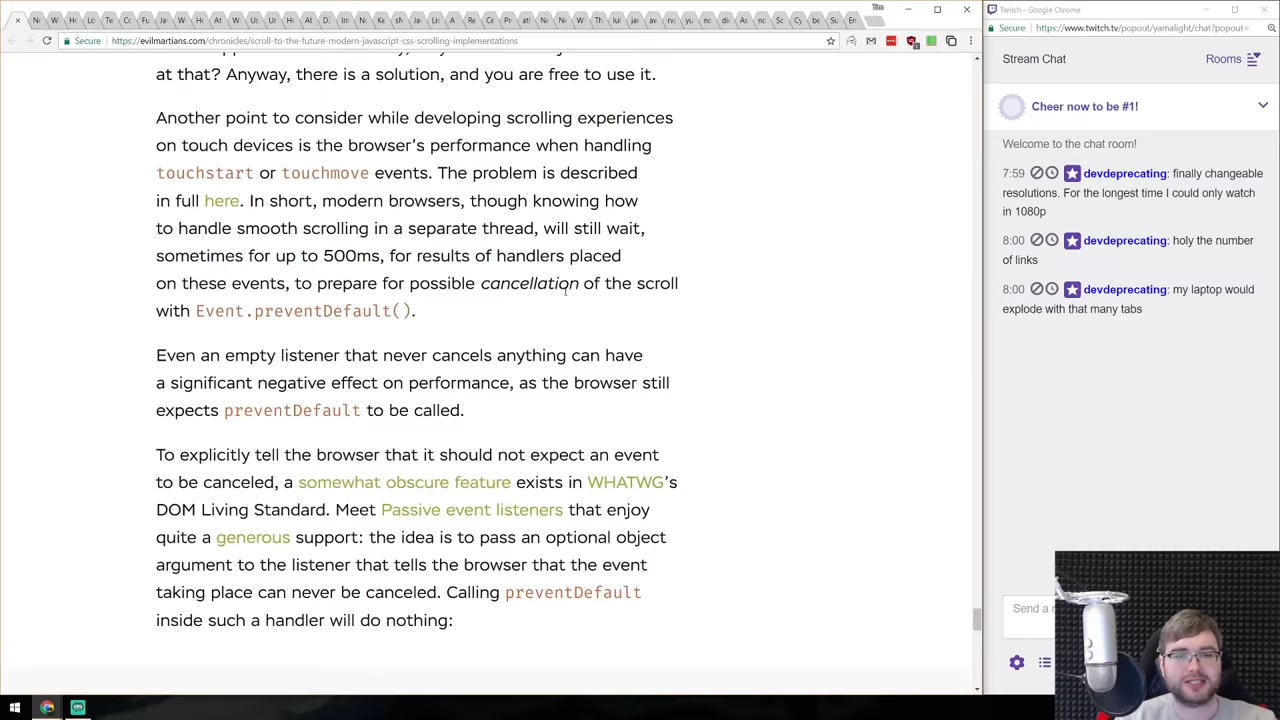 W
Twitch - Google Chrome
Secure
https://evilmartians.com/chronicles/scroll-to-the-future-modern-javascript-css-scrolling-implementations
Secure
https://www.twitch.tv/popout/yamalight/chat?popout=
at that? Anyway, there is a solution, and you are free to use it.
Another point to consider while developing scrolling experiences
on touch devices is the browser's performance when handling
touchstart or touchmove events. The problem is described
in full here. In short, modern browsers, though knowing how
to handle smooth scrolling in a separate thread, will still wait,
sometimes for up to 500ms, for results of handlers placed
on these events, to prepare for possible cancellation of the scroll
with Event.preventDefault().
Even an empty listener that never cancels anything can have
a significant negative effect on performance, as the browser still
expects preventDefault to be called.
To explicitly tell the browser that it should not expect an event
to be canceled, a somewhat obscure feature exists in WHATWG's
DOM Living Standard. Meet Passive event listeners that enjoy
quite a generous support: the idea is to pass an optional object
argument to the listener that tells the browser that the event
taking place can never be canceled. Calling preventDefault
inside such a handler will do nothing:
Stream Chat
Rooms
Cheer now to be #1!
Welcome to the chat room!
7:59 devdeprecating: finally changeable
resolutions. For the longest time I could only watch
in 1080p
8:00 devdeprecating: holy the number
of links
8:00 devdeprecating: my laptop would
explode with that many tabs
Send a